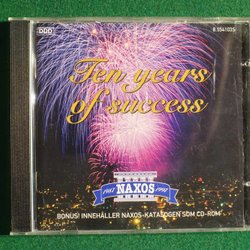 DDD
8.554103S
Ten years
of success
1987 NAXOS 1997
BONUS! INNEHÅLLER NAXOS-KATALOGEN SOM CD-ROM